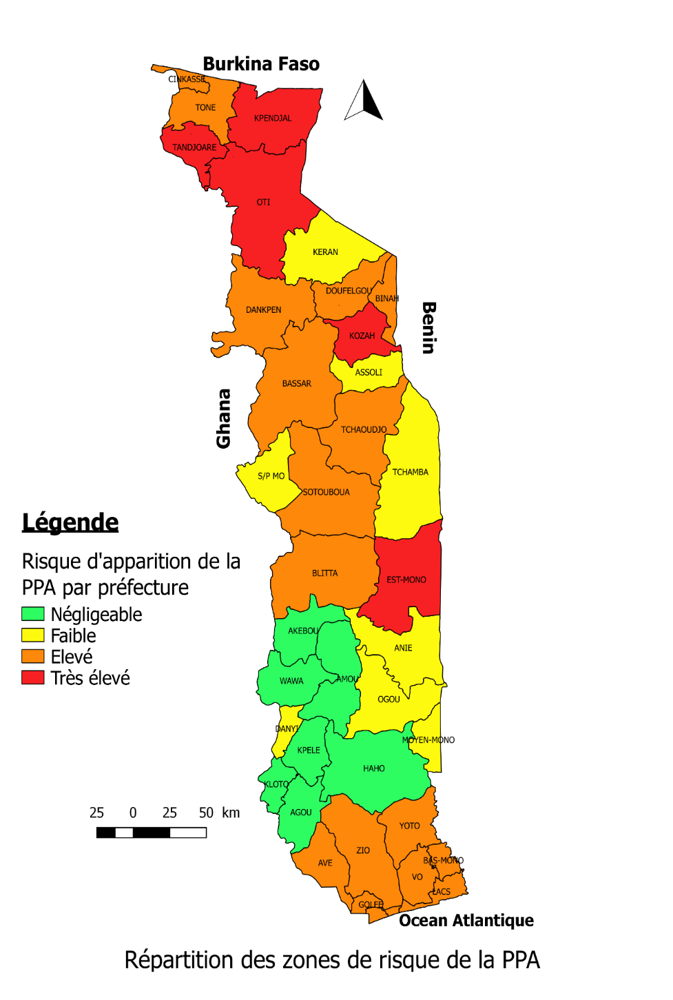 Burkina Faso
CINKASSE
TONE
KPENDJAL
TANDJOARE
OTI
KERAN
DOUFELGOU
BINAH
DANKPEN
Benin
KOZAH
ASSOLI
BASSAR
Ghana
TCHAOUDJO
TCHAMBA
S/P MO
SOTOUBOUA
Légende
Risque d'apparition de la
PPA par préfecture
Négligeable
Faible
Elevé
Très élevé
BLITTA
EST-MONO
AKEBOU
ANIE
WAWA
AMOU
OGOU
DANYI
MOYEN-MONO
KPELE
HAHO
KLOTO
AGOU
25 0 25 50 km
YOTO
ZIO
AVE
BAS-MONO
VO
LACS
GOLFE
Ocean Atlantique
Répartition des zones de risque de la PPA